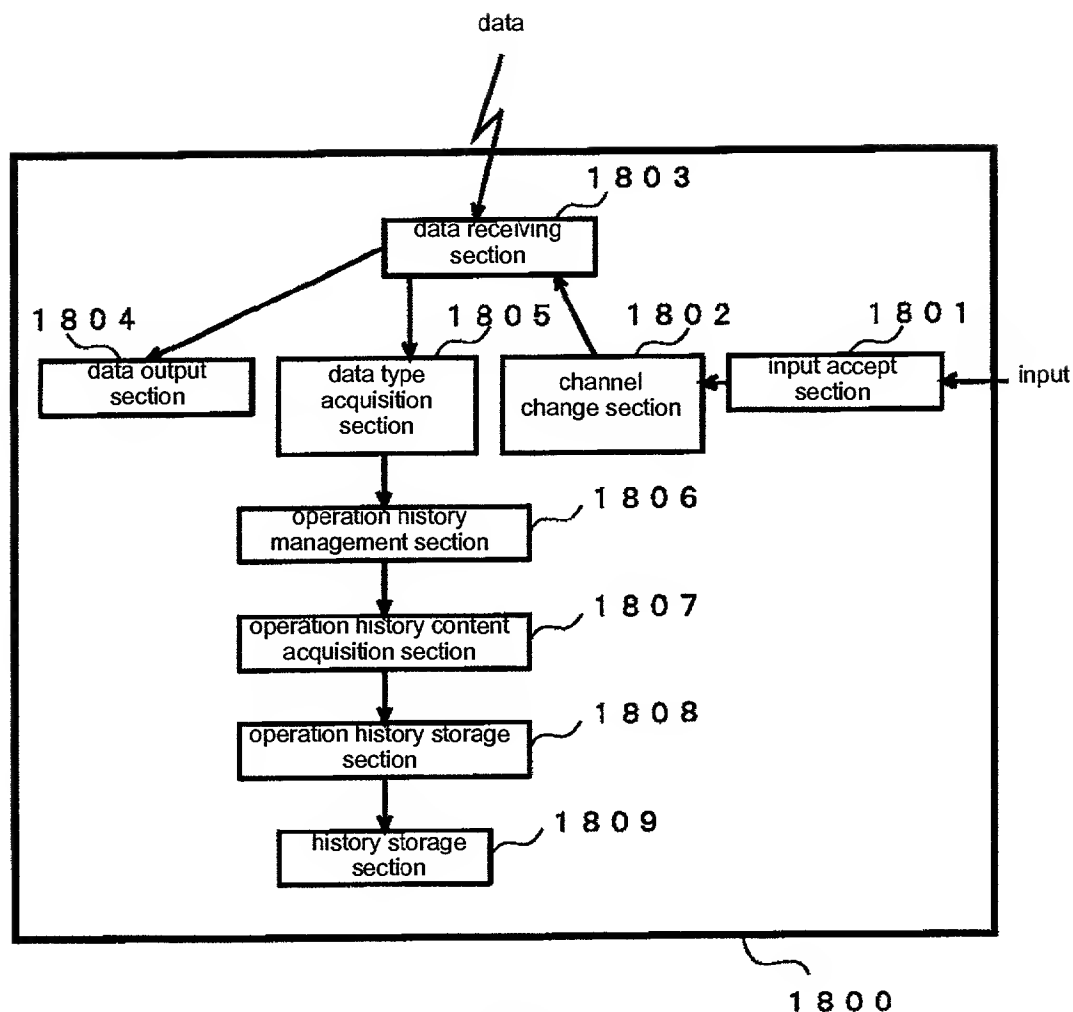 data
1803
data receiving
section
1804
1805
1802
1801
data output
section
data type
acquisition
section
channel
change section
input accept
section
input
1806
operation history
management section
1807
operation history content
acquisition section
1808
operation history storage
section
1809
history storage
section
1800